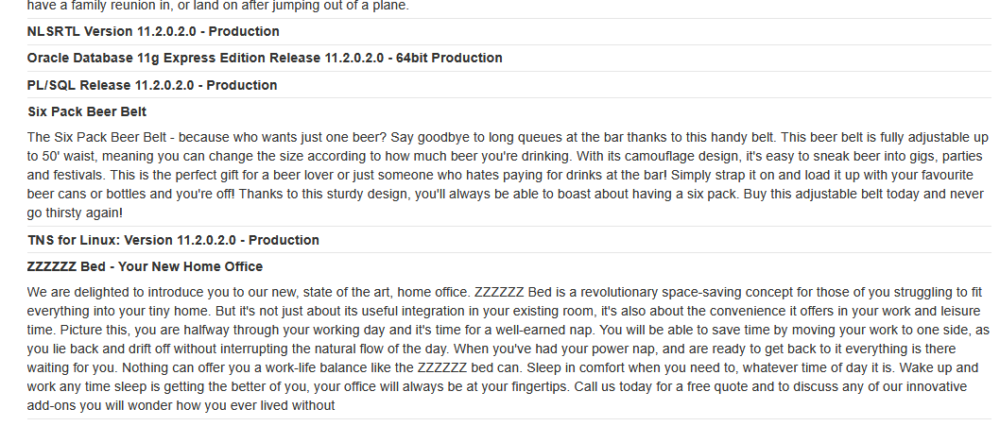 have a family reunion in, or land on after jumping out of a plane.
NLSRTL Version 11.2.0.2.0 - Production
Oracle Database 11g Express Edition Release 11.2.0.2.0 - 64bit Production
PL/SQL Release 11.2.0.2.0 - Production
Six Pack Beer Belt
The Six Pack Beer Belt - because who wants just one beer? Say goodbye to long queues at the bar thanks to this handy belt. This beer belt is fully adjustable up
to 50' waist, meaning you can change the size according to how much beer you're drinking. With its camouflage design, it's easy to sneak beer into gigs, parties
and festivals. This is the perfect gift for a beer lover or just someone who hates paying for drinks at the bar! Simply strap it on and load it up with your favourite
beer cans or bottles and you're off! Thanks to this sturdy design, you'll always be able to boast about having a six pack. Buy this adjustable belt today and never
go thirsty again!
TNS for Linux: Version 11.2.0.2.0 - Production
ZZZZZZ Bed - Your New Home Office
We are delighted to introduce you to our new, state of the art, home office. ZZZZZZ Bed is a revolutionary space-saving concept for those of you struggling to fit
everything into your tiny home. But it's not just about its useful integration in your existing room, it's also about the convenience it offers in your work and leisure
time. Picture this, you are halfway through your working day and it's time for a well-earned nap. You will be able to save time by moving your work to one side, as
you lie back and drift off without interrupting the natural flow of the day. When you've had your power nap, and are ready to get back to it everything is there
waiting for you. Nothing can offer you a work-life balance like the ZZZZZZ bed can. Sleep in comfort when you need to, whatever time of day it is. Wake up and
work any time sleep is getting the better of you, your office will always be at your fingertips. Call us today for a free quote and to discuss any of our innovative
add-ons you will wonder how you ever lived without